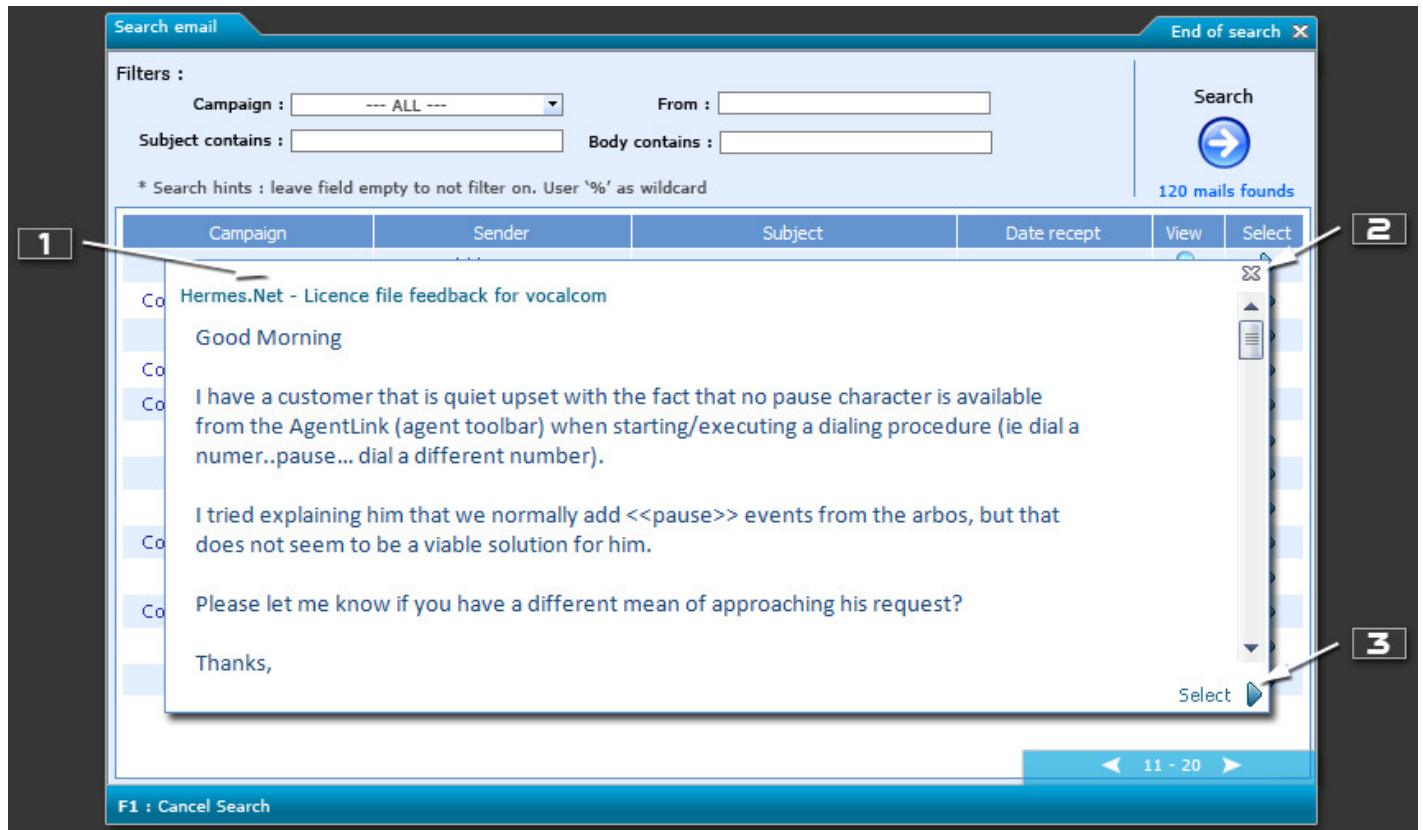 Search email
End of search
Filters :
Campaign : --- ALL ---
From :
Search
Subject contains :
Body contains :
* Search hints : leave field empty to not filter on. User '%' as wildcard
120 mails founds
Campaign Sender Subject Date recept View Select
1
2
Hermes.Net - Licence file feedback for vocalcom
Co
Good Morning
Co
I have a customer that is quiet upset with the fact that no pause character is available
Co
from the AgentLink (agent toolbar) when starting/executing a dialing procedure (ie dial a
numer..pause... dial a different number).
I tried explaining him that we normally add <<pause>> events from the arbos, but that
Co
does not seem to be a viable solution for him.
Co
Please let me know if you have a different mean of approaching his request?
3
Thanks,
Select
11 - 20
F1 : Cancel Search